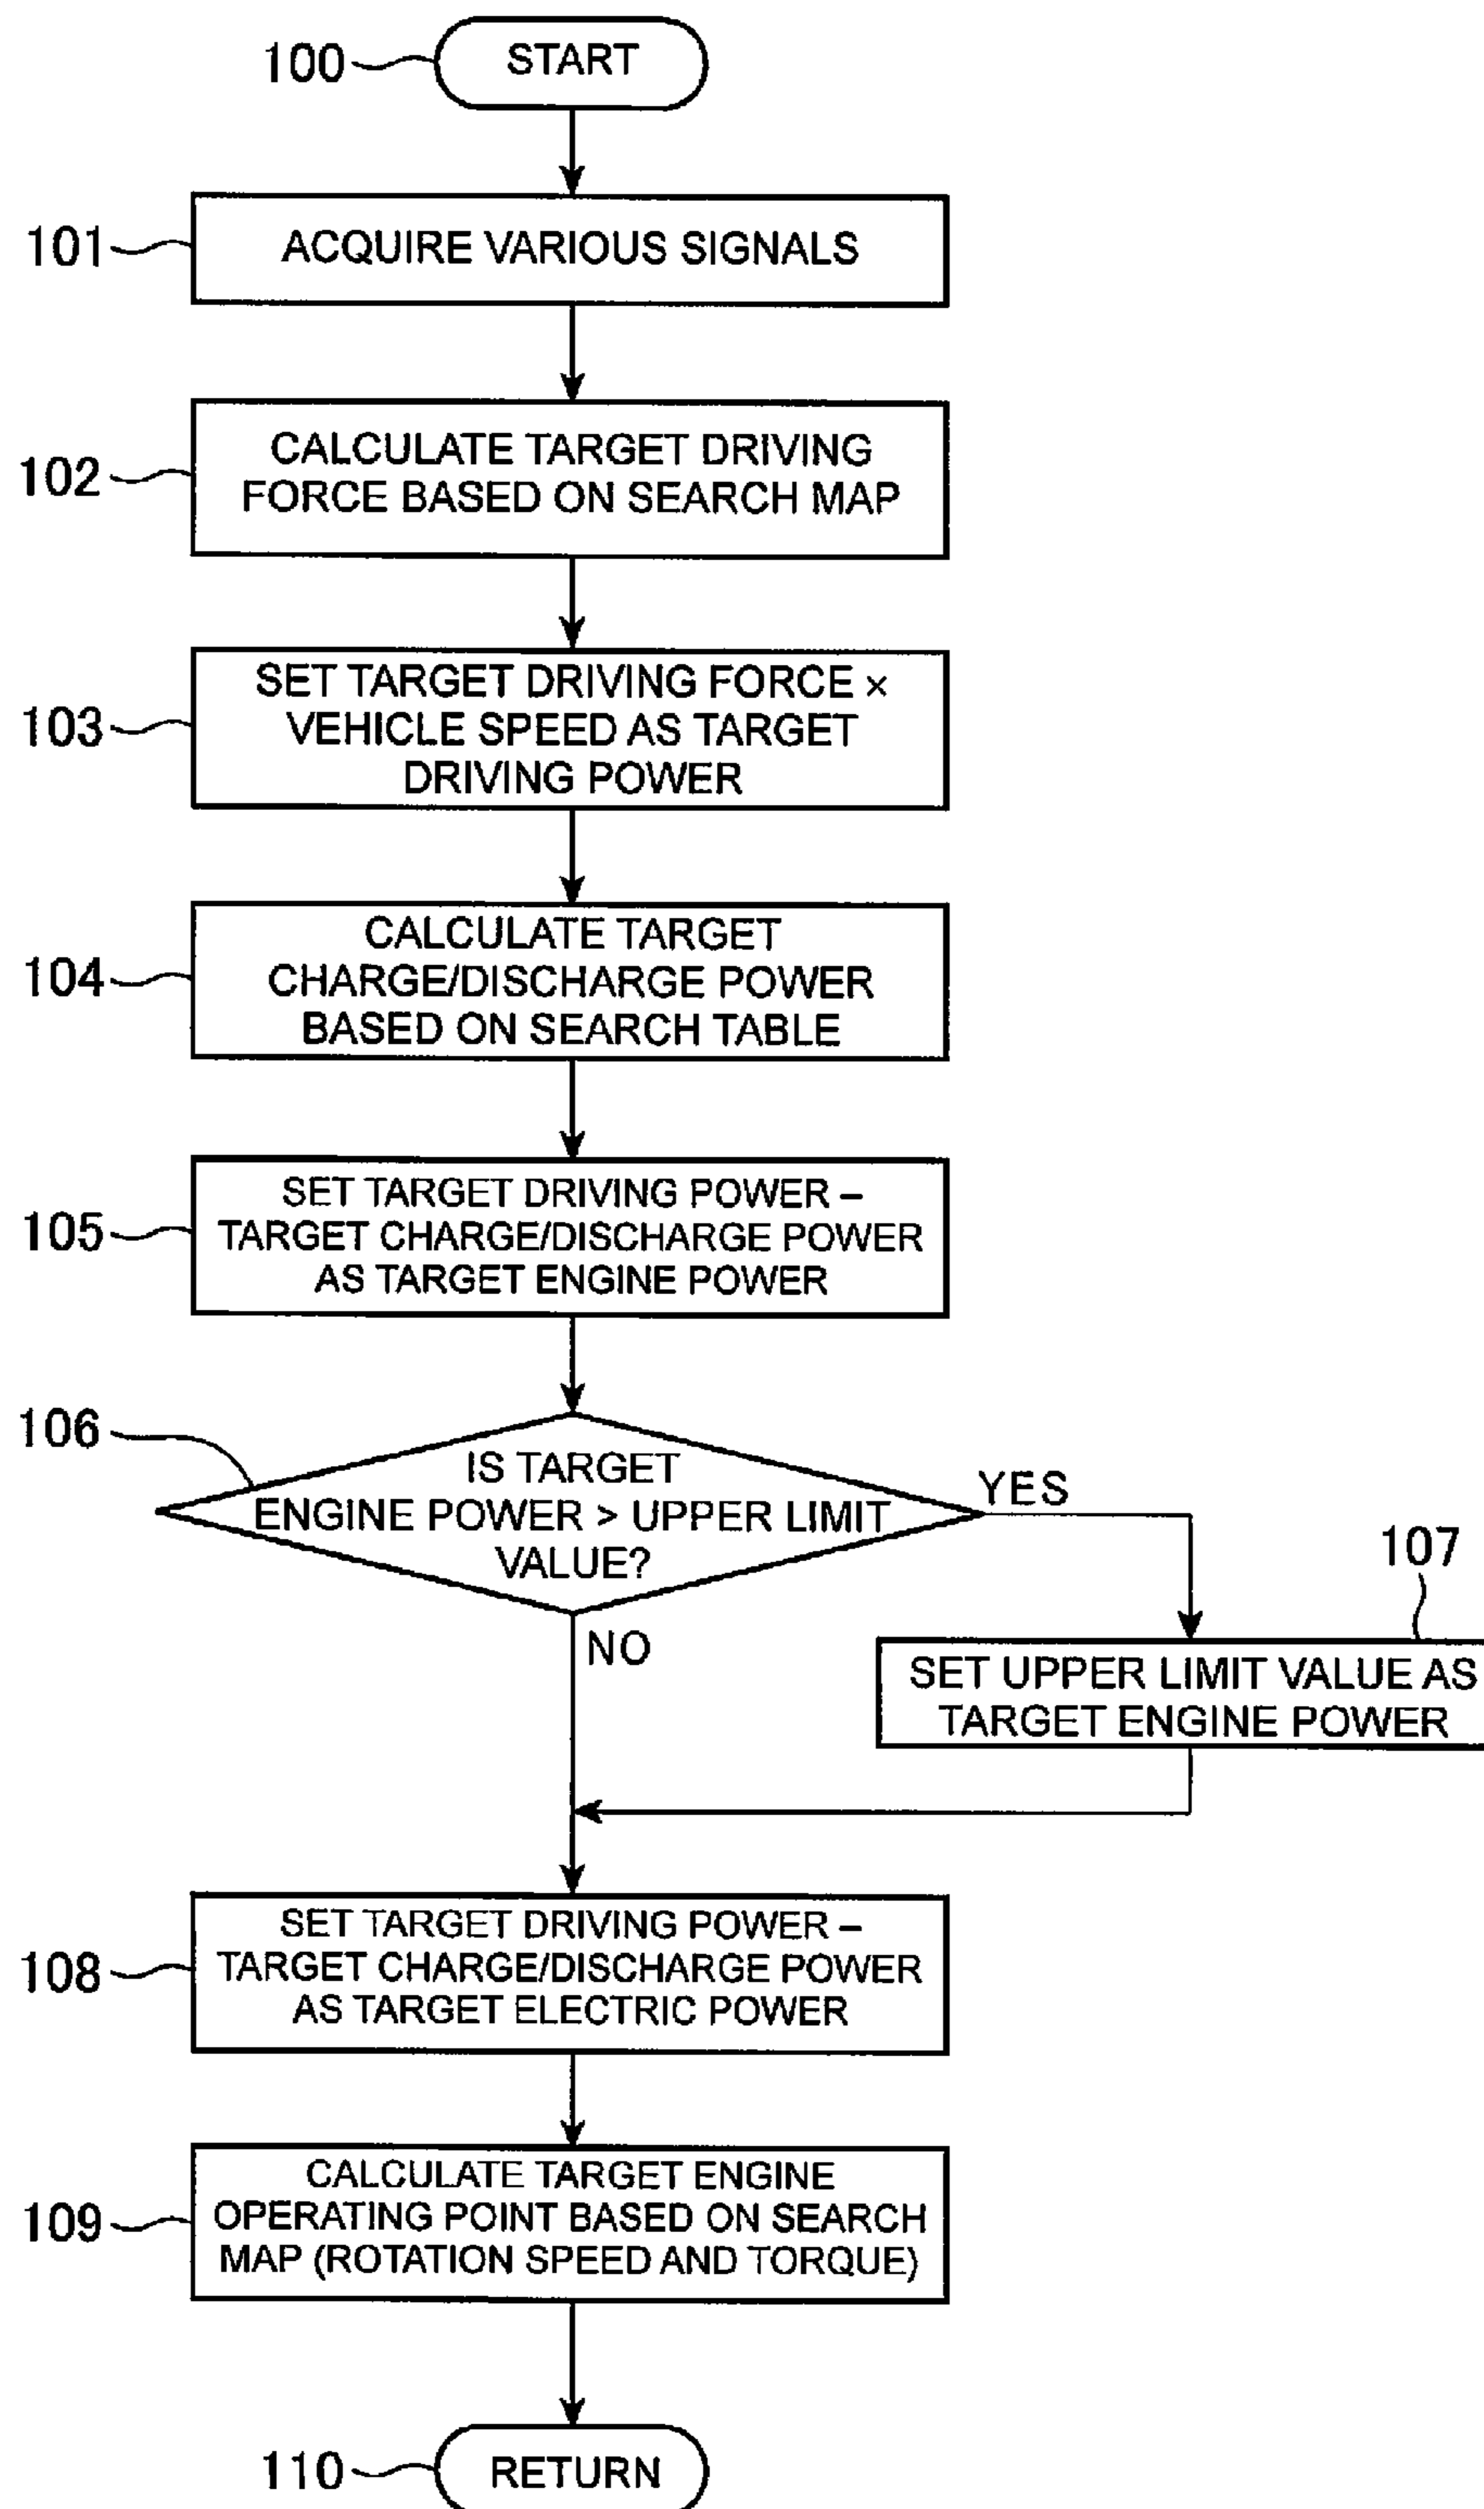 100
START
101
ACQUIRE VARIOUS SIGNALS
102
CALCULATE TARGET DRIVING
FORCE BASED ON SEARCH MAP
103
SET TARGET DRIVING FORCE ×
VEHICLE SPEED AS TARGET
DRIVING POWER
104
CALCULATE TARGET
CHARGE/DISCHARGE POWER
BASED ON SEARCH TABLE
105
SET TARGET DRIVING POWER –
TARGET CHARGE/DISCHARGE POWER
AS TARGET ENGINE POWER
106
IS TARGET
ENGINE POWER > UPPER LIMIT
VALUE?
YES
NO
107
SET UPPER LIMIT VALUE AS
TARGET ENGINE POWER
108
SET TARGET DRIVING POWER –
TARGET CHARGE/DISCHARGE POWER
AS TARGET ELECTRIC POWER
109
CALCULATE TARGET ENGINE
OPERATING POINT BASED ON SEARCH
MAP (ROTATION SPEED AND TORQUE)
110
RETURN